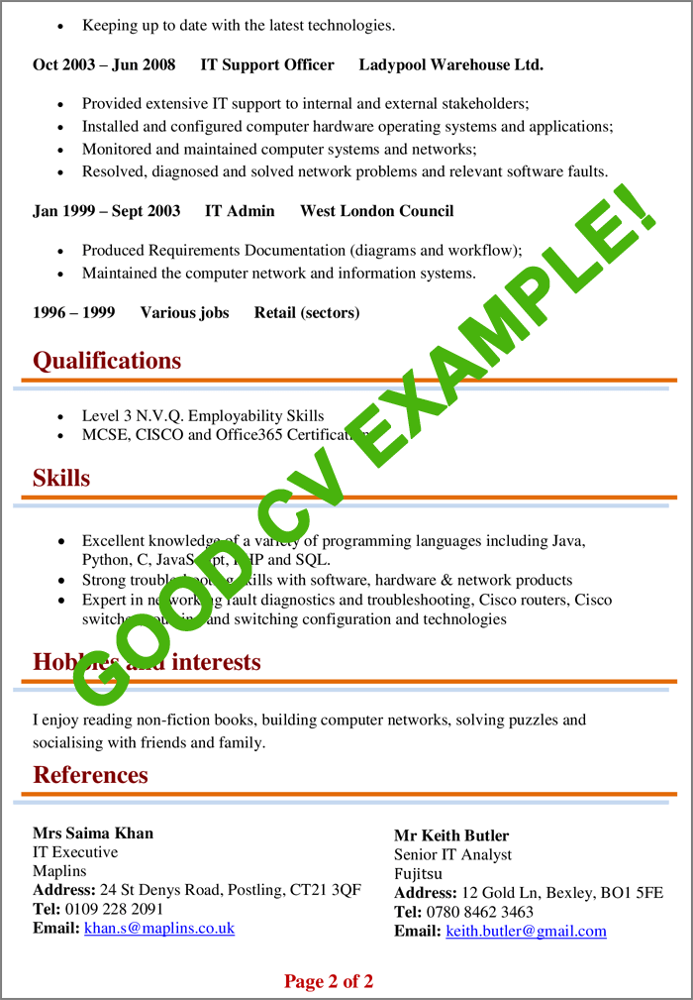 • Keeping up to date with the latest technologies.
Oct 2003 – Jun 2008 IT Support Officer Ladypool Warehouse Ltd.
• Provided extensive IT support to internal and external stakeholders;
• Installed and configured computer hardware operating systems and applications;
• Monitored and maintained computer systems and networks;
• Resolved, diagnosed and solved network problems and relevant software faults.
Jan 1999 – Sept 2003 IT Admin West London Council
• Produced Requirements Documentation (diagrams and workflow);
• Maintained the computer network and information systems.
1996 – 1999 Various jobs Retail (sectors)
Qualifications
• Level 3 N.V.Q. Employability Skills
• MCSE, CISCO and Office365
Skills
• Excellent knowledge of a variety of programming languages including Java,
Python, C, JavaScript, PHP and SQL.
• Strong troubleshooting skills with software, hardware & network products
• Expert in networking fault diagnostics and troubleshooting, Cisco routers, Cisco
and switching configuration and technologies
Hobbies and interests
I enjoy reading non-fiction books, building computer networks, solving puzzles and
socialising with friends and family.
References
Mrs Saima Khan
IT Executive
Maplins
Address: 24 St Denys Road, Postling, CT21 3QF
Tel: 0109 228 2091
Email: khan.s@maplins.co.uk
Mr Keith Butler
Senior IT Analyst
Fujitsu
Address: 12 Gold Ln, Bexley, BO1 5FE
Tel: 0780 8462 3463
Email: keith.butler@gmail.com
Page 2 of 2
GOOD CV EXAMPLE!